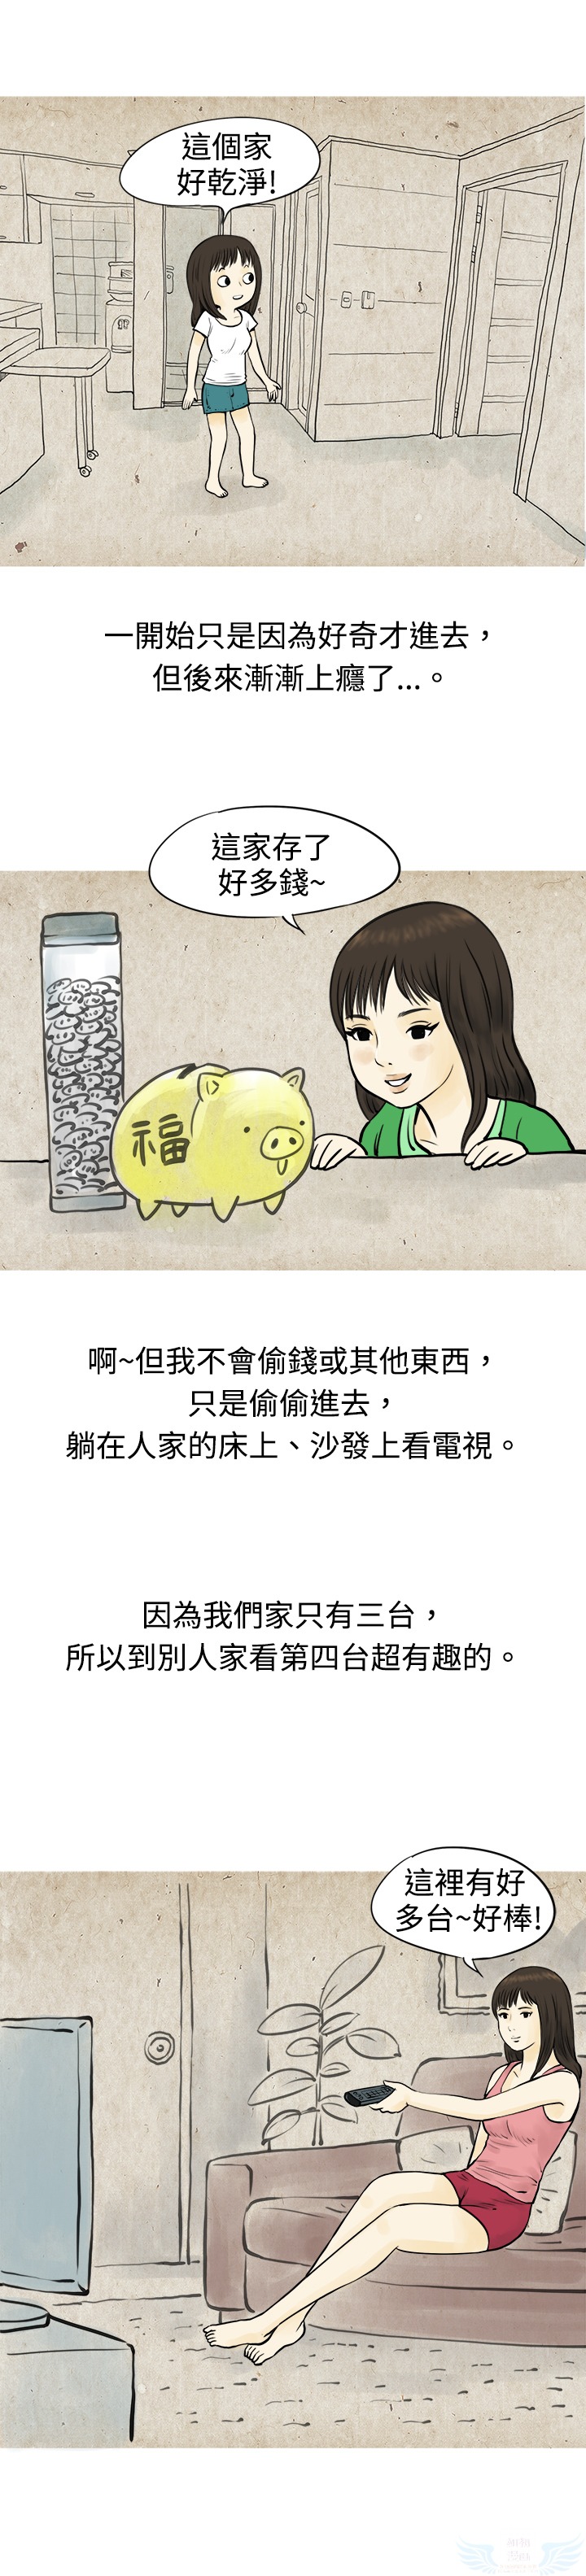 這個家
好乾淨!
一開始只是因為好奇才進去，
但後來漸漸上癮了...。
這家存了
好多錢~
福
啊~但我不會偷錢或其他東西，
只是偷偷進去，
躺在人家的床上、沙發上看電視。
因為我們家只有三台，
所以到別人家看第四台超有趣的。
這裡有好
多台~好棒!